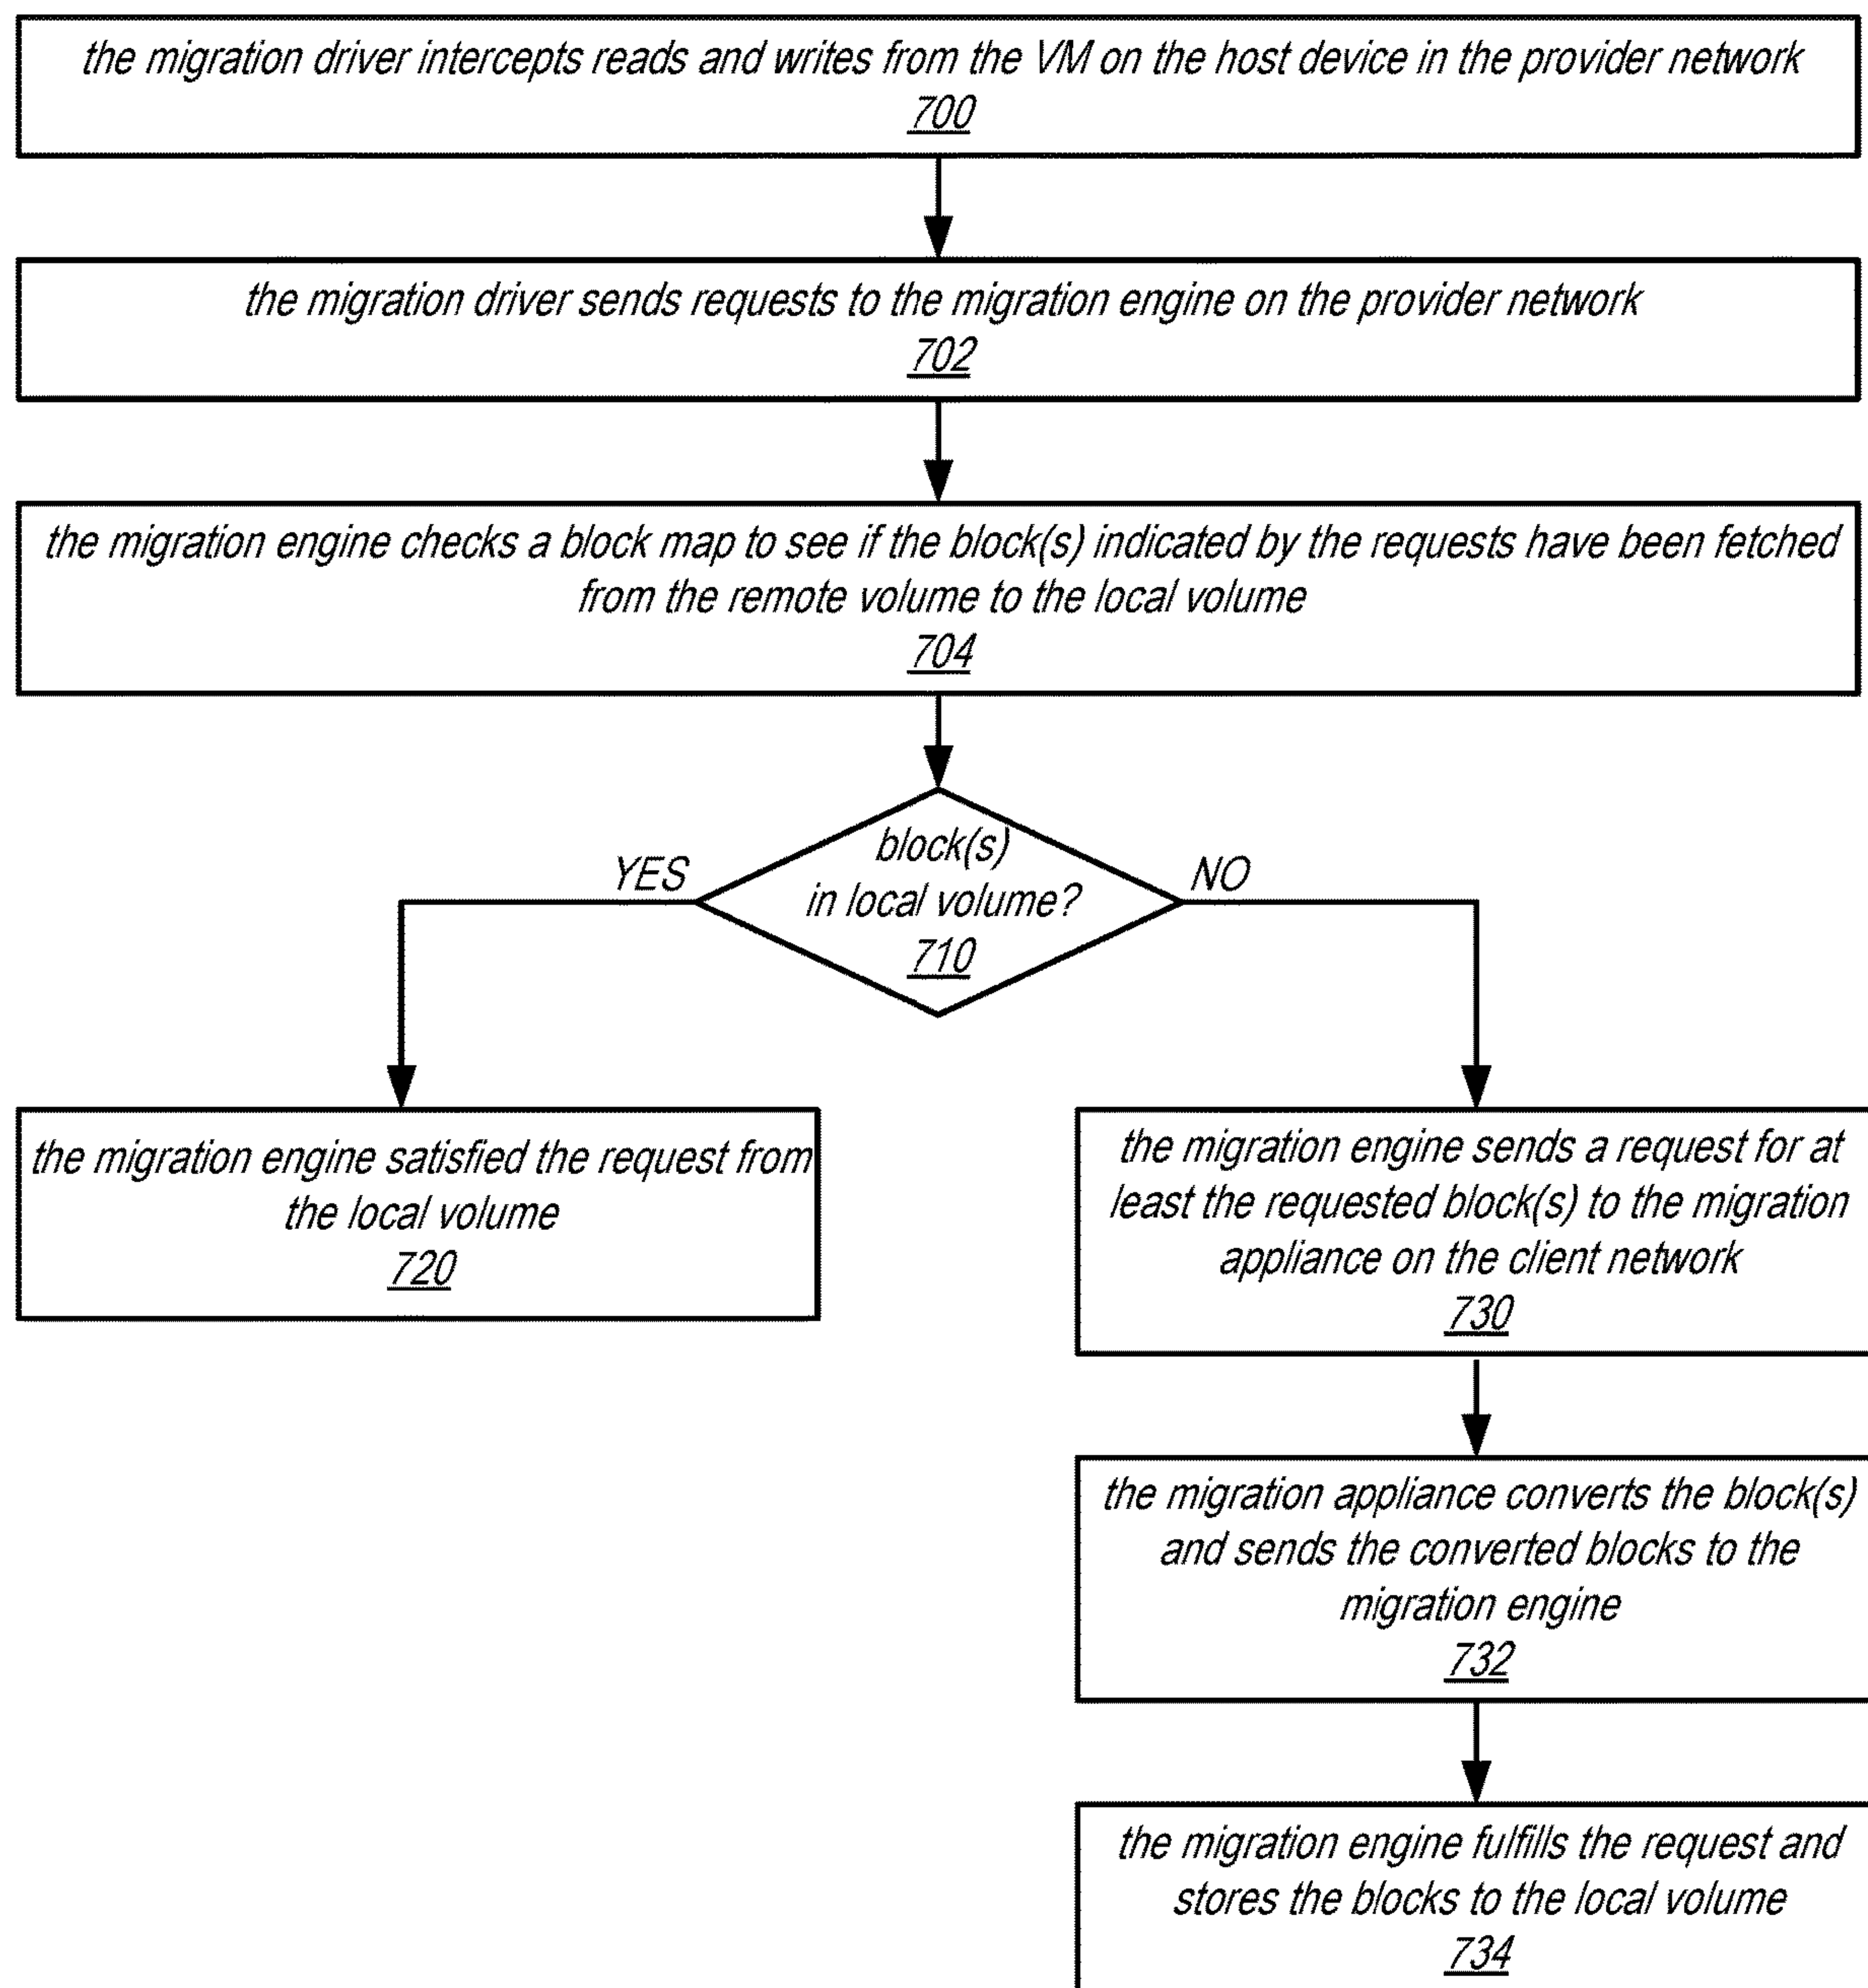 the migration driver intercepts reads and writes from the VM on the host device in the provider network
700
the migration driver sends requests to the migration engine on the provider network
702
the migration engine checks a block map to see if the block(s) indicated by the requests have been fetched
from the remote volume to the local volume
704
block(s)
in local volume?
710
YES
NO
the migration engine satisfied the request from
the local volume
720
the migration engine sends a request for at
least the requested block(s) to the migration
appliance on the client network
730
the migration appliance converts the block(s)
and sends the converted blocks to the
migration engine
732
the migration engine fulfills the request and
stores the blocks to the local volume
734